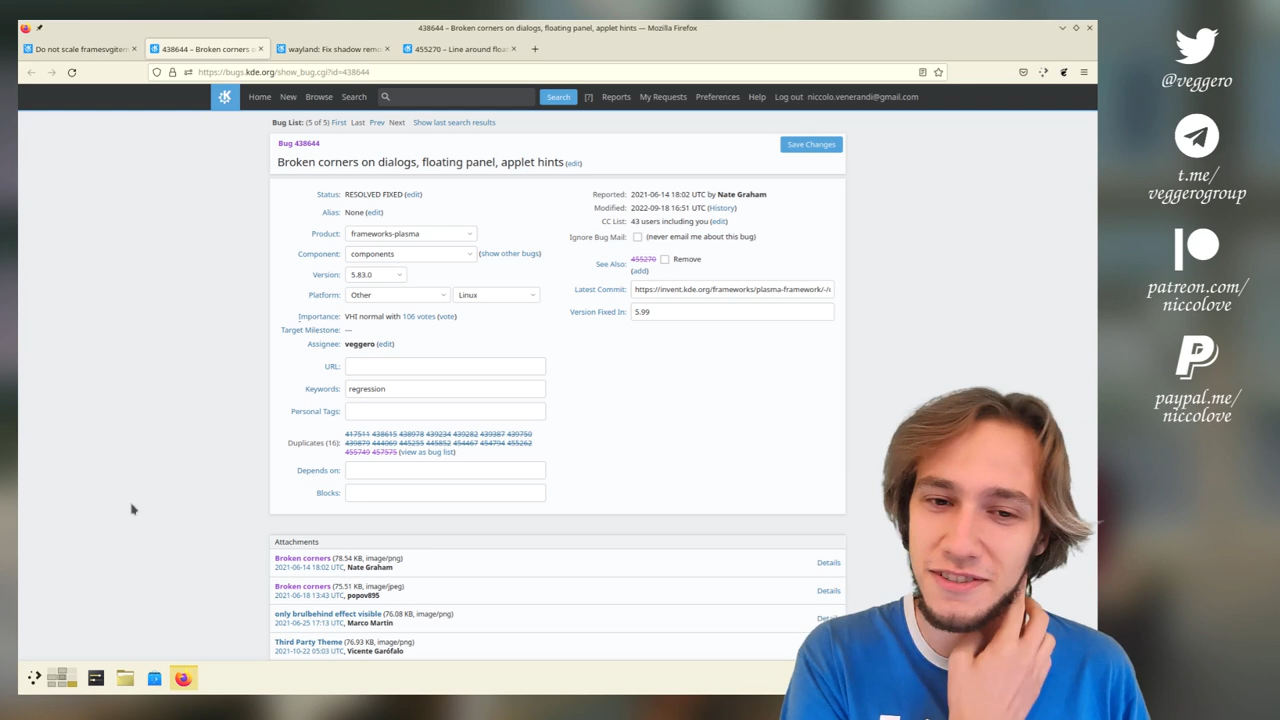 438644 – Broken corners on dialogs, floating panel, applet hints — Mozilla Firefox
Do not scale framesvgitem
438644 – Broken corners o
wayland: Fix shadow remo
455270 – Line around floa
https://bugs.kde.org/show_bug.cgi?id=438644
Home New Browse Search
Search [?] Reports My Requests Preferences Help Log out niccolo.venerandi@gmail.com
Bug List: (5 of 5) First Last Prev Next Show last search results
Bug 438644
Save Changes
Broken corners on dialogs, floating panel, applet hints (edit)
Status: RESOLVED FIXED (edit)
Alias: None (edit)
Product: frameworks-plasma
Component: components (show other bugs)
Version: 5.83.0
Platform: Other Linux
Importance: VHI normal with 106 votes (vote)
Target Milestone: ---
Assignee: veggero (edit)
URL:
Keywords: regression
Personal Tags:
Duplicates (16): 417511 438615 438978 439234 439282 439387 439750
439879 444069 445255 445852 454467 454794 455262
455749 457575 (view as bug list)
Depends on:
Blocks:
Reported: 2021-06-14 18:02 UTC by Nate Graham
Modified: 2022-09-18 16:51 UTC (History)
CC List: 43 users including you (edit)
Ignore Bug Mail: (never email me about this bug)
See Also: 455270 Remove
(add)
Latest Commit: https://invent.kde.org/frameworks/plasma-framework/-/
Version Fixed In: 5.99
Attachments
Broken corners (78.54 KB, image/png)
2021-06-14 18:02 UTC, Nate Graham
Details
Broken corners (75.51 KB, image/jpeg)
2021-06-18 13:43 UTC, popov895
Details
only brulbehind effect visible (76.08 KB, image/png)
2021-06-25 17:13 UTC, Marco Martin
Third Party Theme (76.93 KB, image/png)
2021-10-22 05:03 UTC, Vicente Garófalo
@veggero
t.me/
veggerogroup
patreon.com/
niccolove
paypal.me/
niccolove